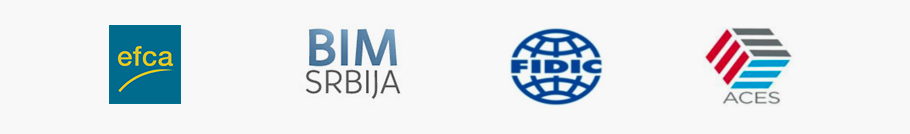 efca
BIM
SRBIJA
FIDIC
ACES